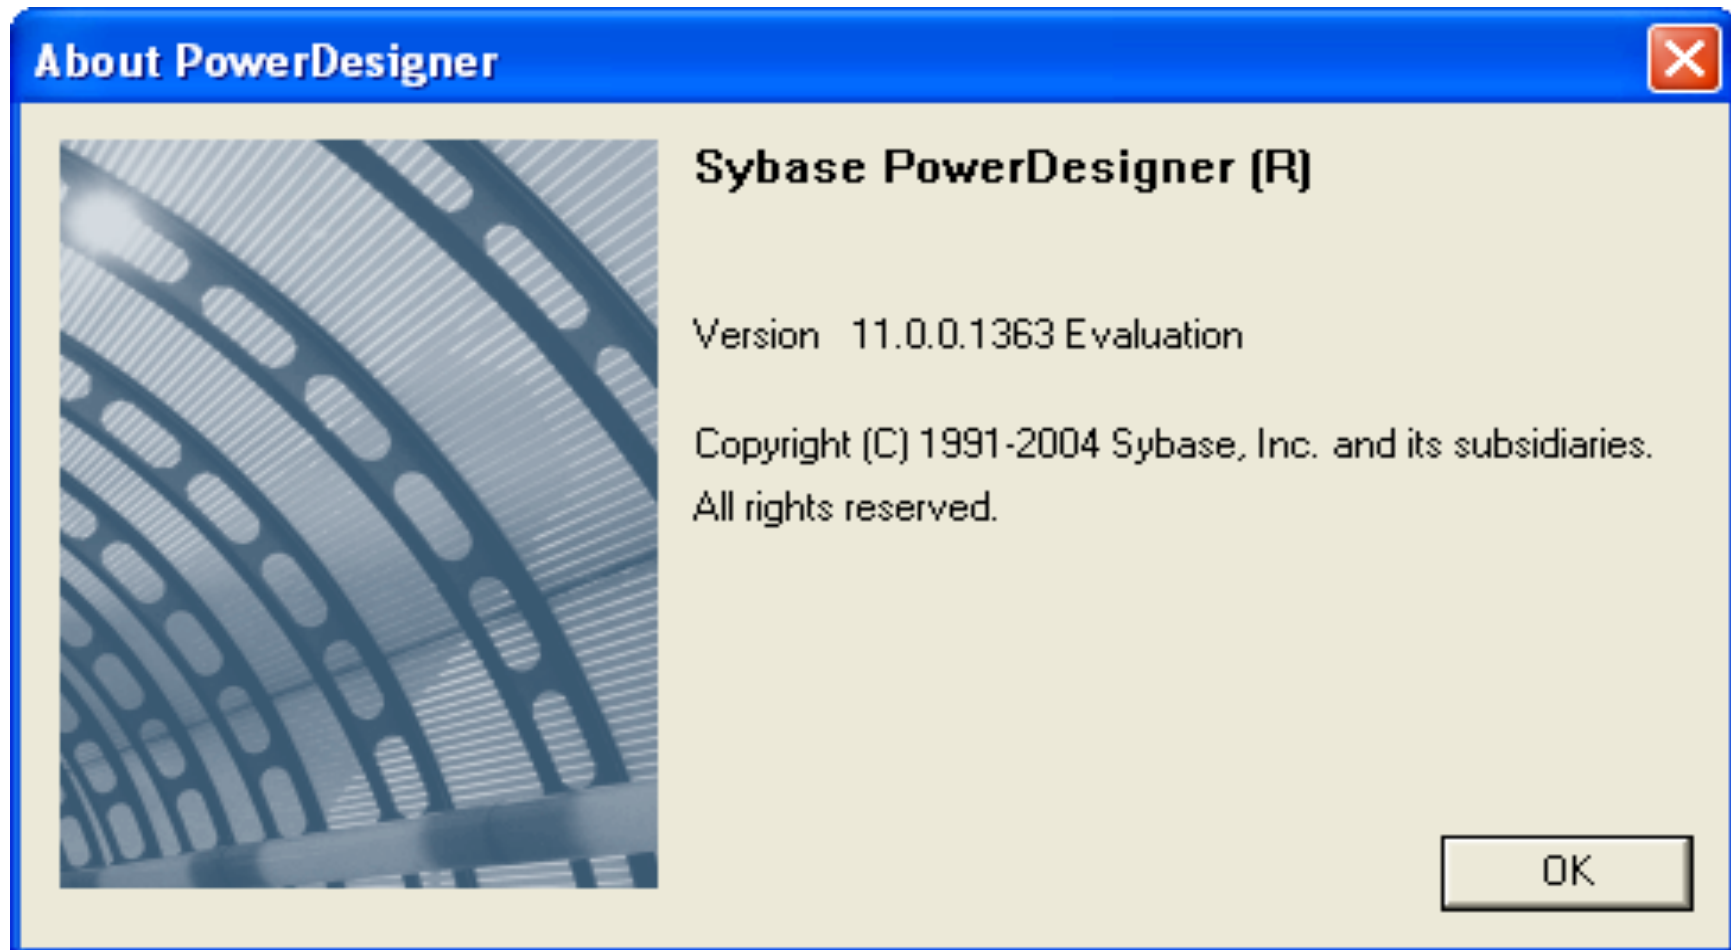 About PowerDesigner
Sybase PowerDesigner (R)
Version 11.0.0.1363 Evaluation
Copyright (C) 1991-2004 Sybase, Inc. and its subsidiaries.
All rights reserved.
OK